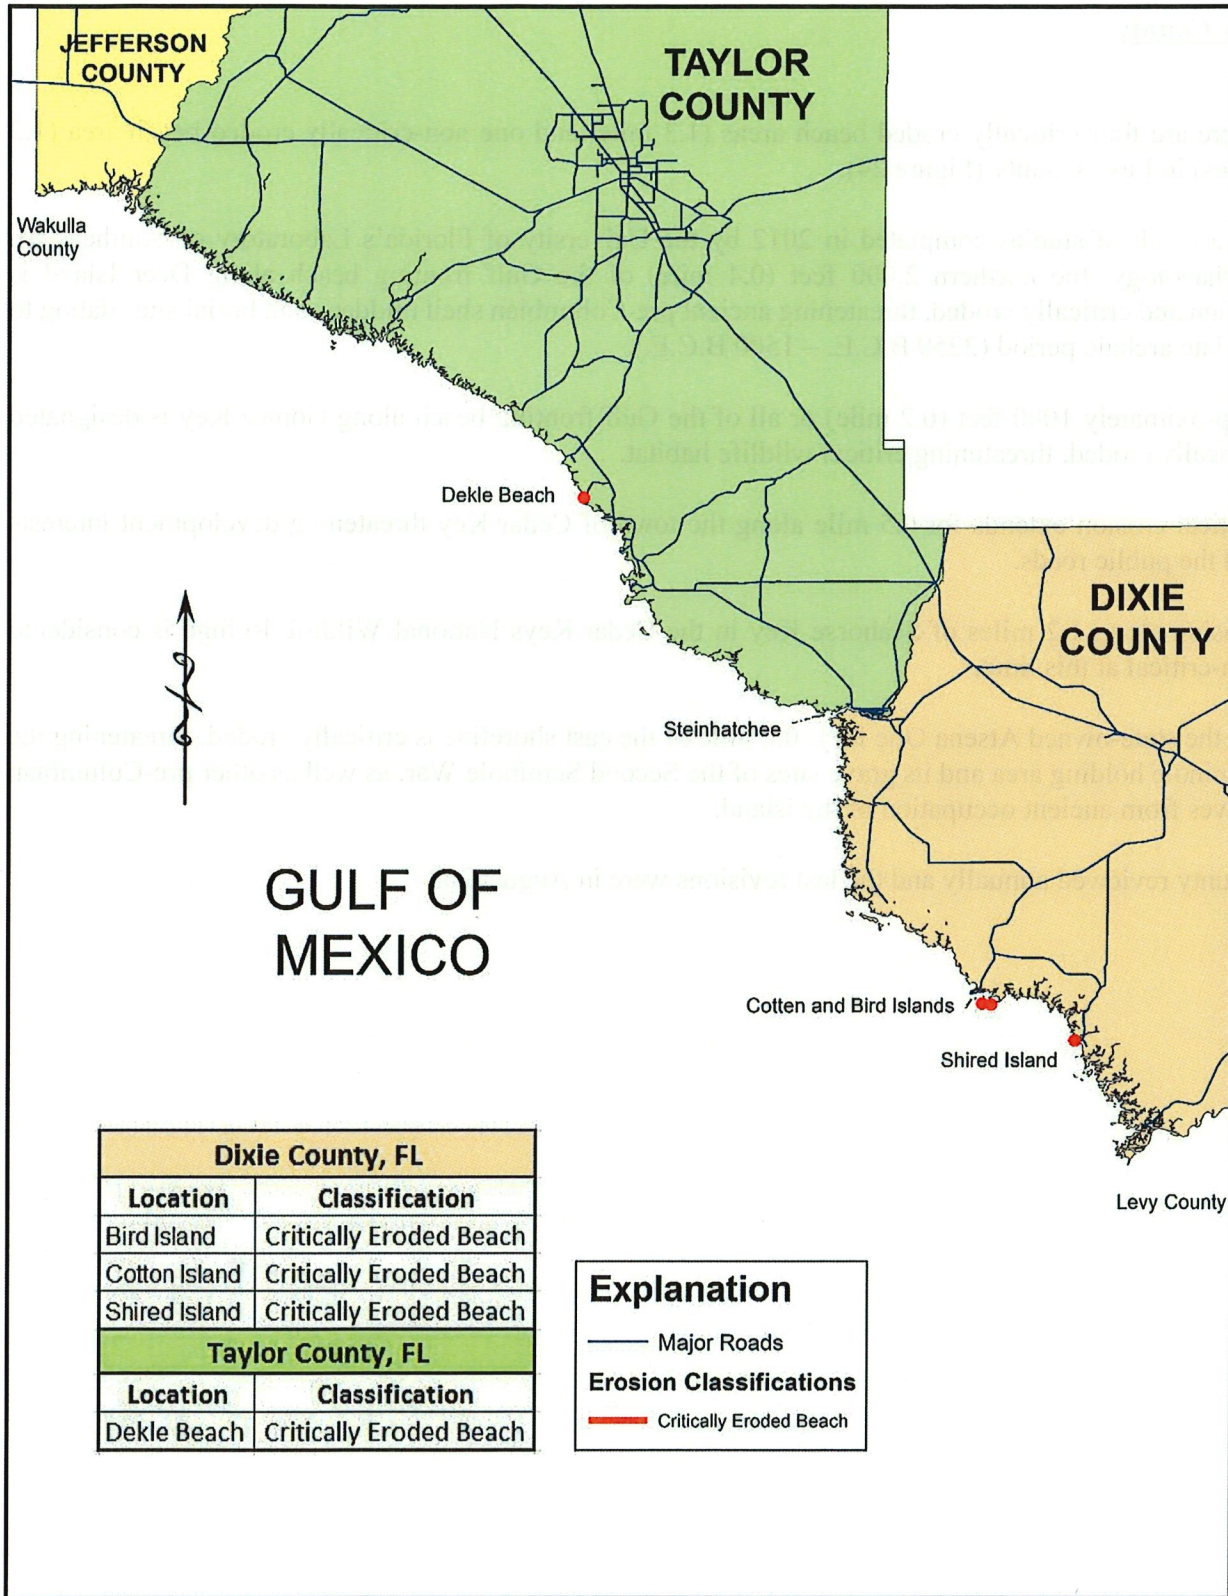 JEFFERSON
COUNTY
TAYLOR
COUNTY
Wakulla
County
Dekle Beach
DIXIE
COUNTY
Steinhatchee
GULF OF
MEXICO
Cotten and Bird Islands
Shired Island
Levy County
Dixie County, FL
Location Classification
Bird Island Critically Eroded Beach
Cotton Island Critically Eroded Beach
Shired Island Critically Eroded Beach
Taylor County, FL
Location Classification
Dekle Beach Critically Eroded Beach
Explanation
Major Roads
Erosion Classifications
Critically Eroded Beach